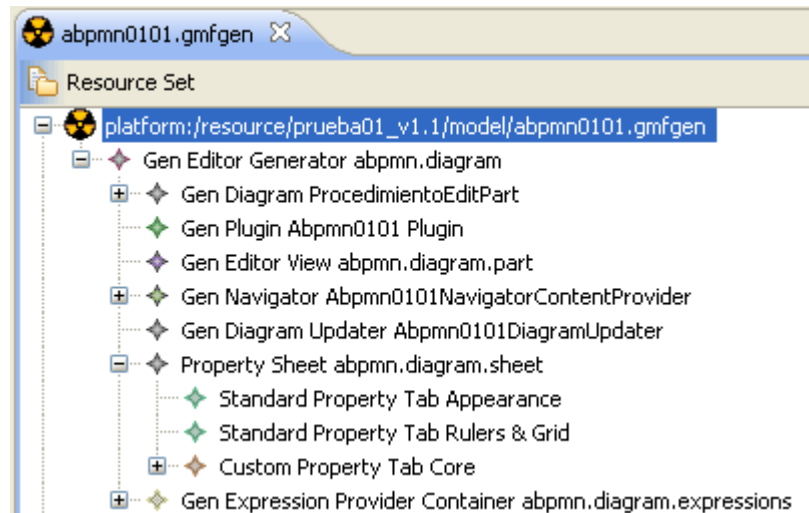 abpmn0101.gmfgen
Resource Set
platform:/resource/prueba01_v1.1/model/abpmn0101.gmfgen
Gen Editor Generator abpmn.diagram
Gen Diagram ProcedimientoEditPart
Gen Plugin Abpmn0101 Plugin
Gen Editor View abpmn.diagram.part
Gen Navigator Abpmn0101NavigatorContentProvider
Gen Diagram Updater Abpmn0101DiagramUpdater
Property Sheet abpmn.diagram.sheet
Standard Property Tab Appearance
Standard Property Tab Rulers & Grid
Custom Property Tab Core
Gen Expression Provider Container abpmn.diagram.expressions